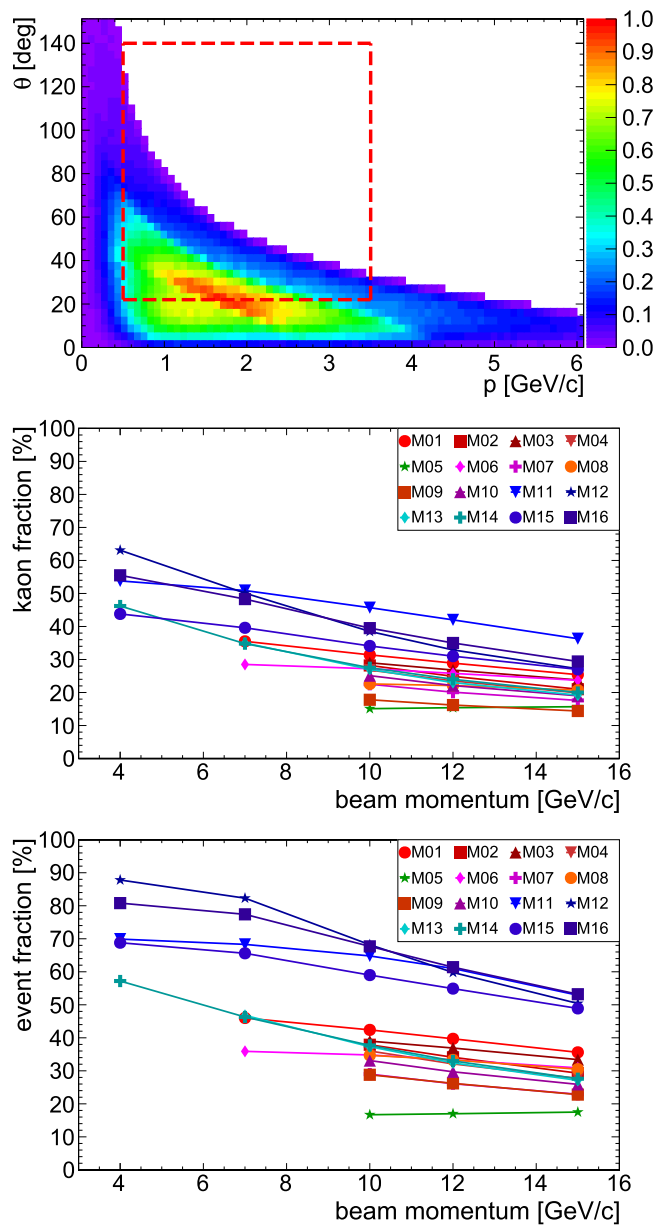 θ [deg]
140
120
100
80
60
40
20
0
0 1 2 3 4 5 6
p [GeV/c]
1.0
0.9
0.8
0.7
0.6
0.5
0.4
0.3
0.2
0.1
0.0
kaon fraction [%]
100
90
80
70
60
50
40
30
20
10
0
M01 M02 M03 M04
M05 M06 M07 M08
M09 M10 M11 M12
M13 M14 M15 M16
4 6 8 10 12 14 16
beam momentum [GeV/c]
event fraction [%]
100
90
80
70
60
50
40
30
20
10
0
M01 M02 M03 M04
M05 M06 M07 M08
M09 M10 M11 M12
M13 M14 M15 M16
4 6 8 10 12 14 16
beam momentum [GeV/c]